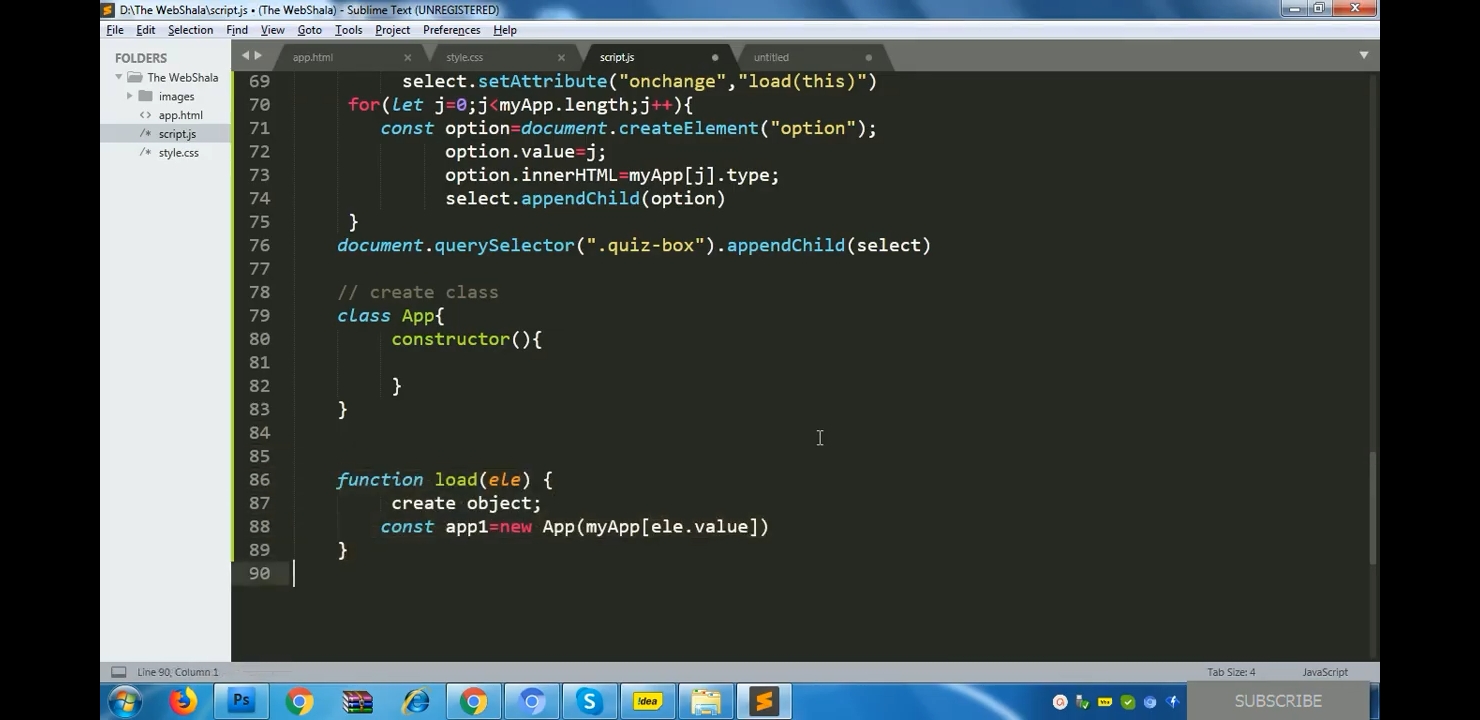 D:\The WebShala\script.js • (The WebShala) - Sublime Text (UNREGISTERED)
File Edit Selection Find View Goto Tools Project Preferences Help
FOLDERS
The WebShala
images
app.html
script.js
style.css
app.html style.css script.js untitled
69 select.setAttribute("onchange","load(this)")
70 for(let j=0;j<myApp.length;j++){
71 const option=document.createElement("option");
72 option.value=j;
73 option.innerHTML=myApp[j].type;
74 select.appendChild(option)
75 }
76 document.querySelector(".quiz-box").appendChild(select)
77
78 // create class
79 class App{
80 constructor(){
81
82 }
83 }
84
85
86 function load(ele) {
87 create object;
88 const app1=new App(myApp[ele.value])
89 }
90
Line 90, Column 1
Tab Size: 4 JavaScript
Ps
!dea
SUBSCRIBE